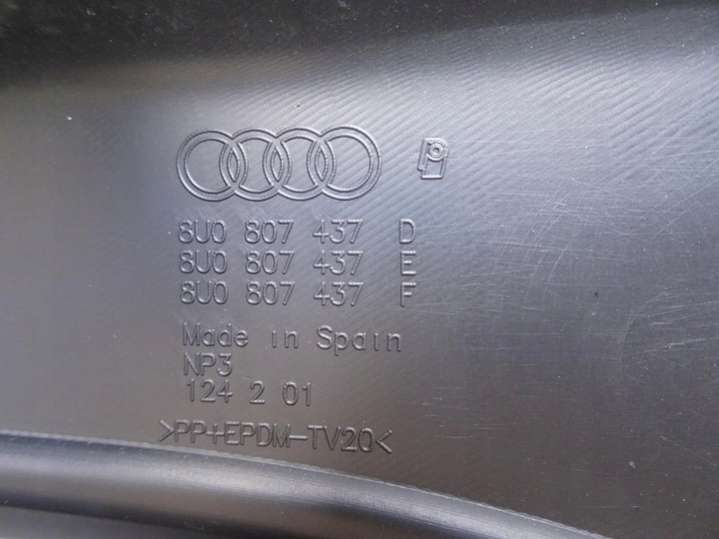 8U0 807 437 D
8U0 807 437 E
8U0 807 437 F
Made in Spain
NP3
124 2 01
>PP+EPDM-TV20<